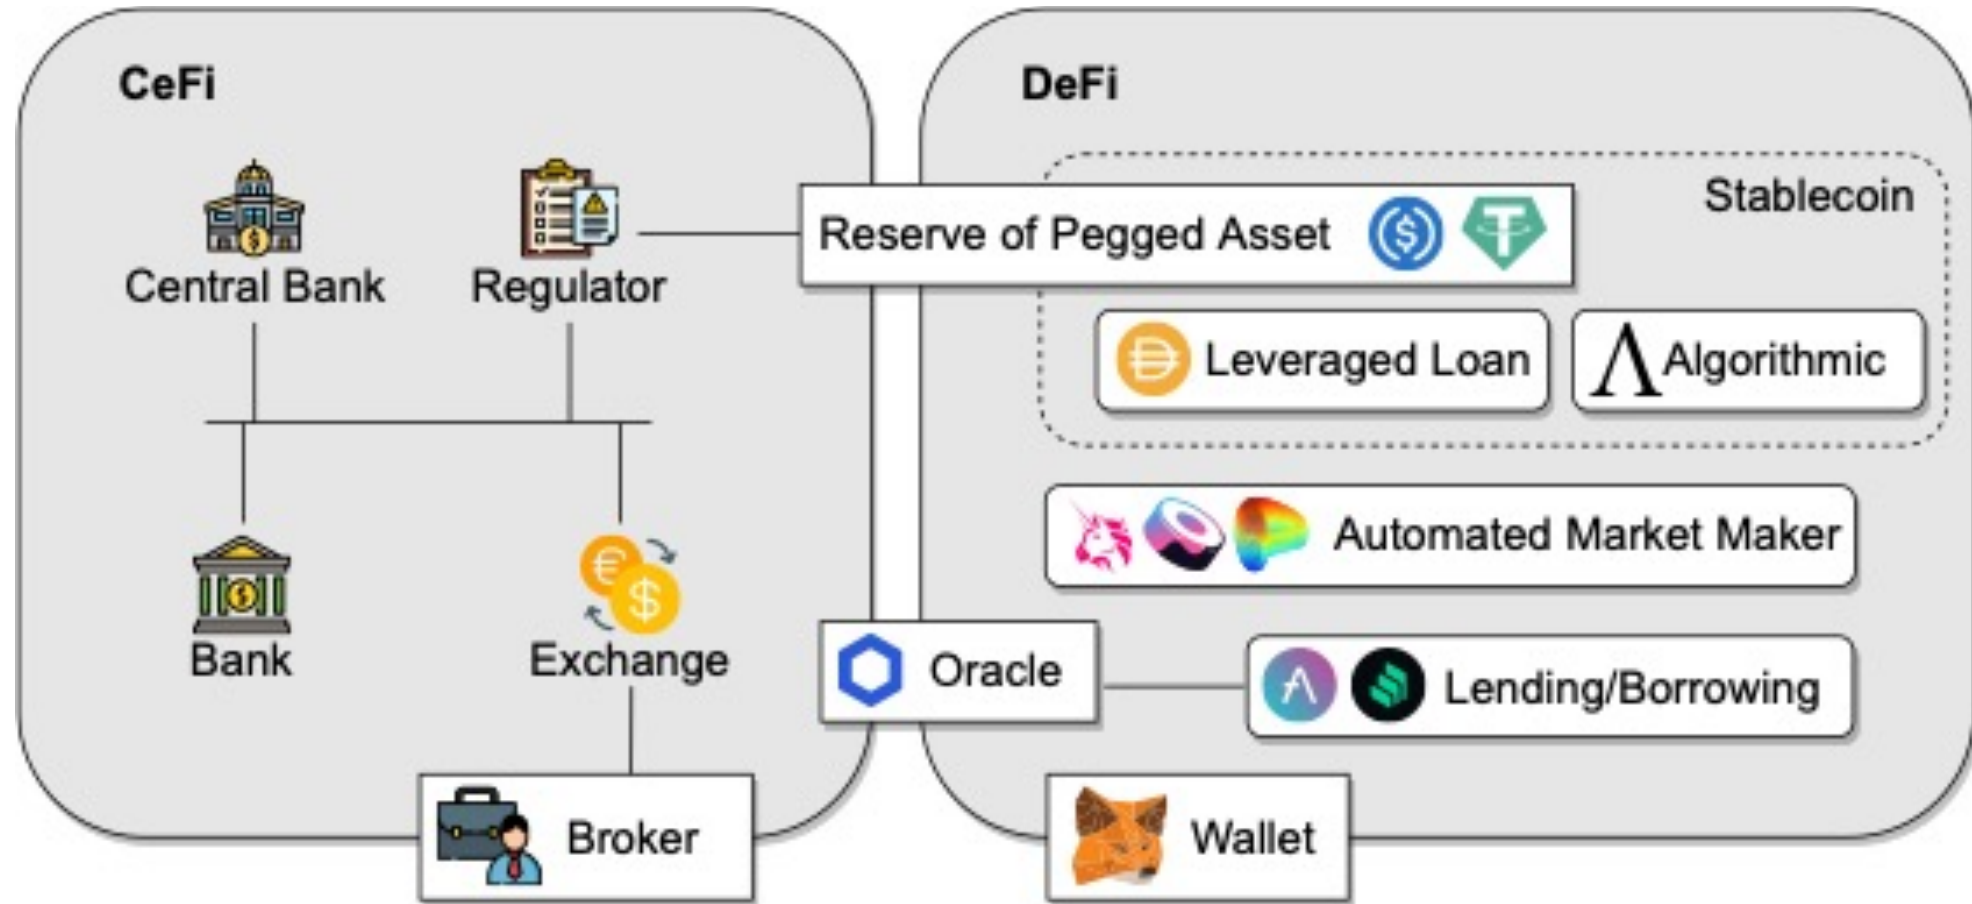 CeFi
Central Bank
Regulator
Bank
Exchange
Broker
DeFi
Stablecoin
Reserve of Pegged Asset
Leveraged Loan
Λ Algorithmic
Automated Market Maker
Oracle
Lending/Borrowing
Wallet